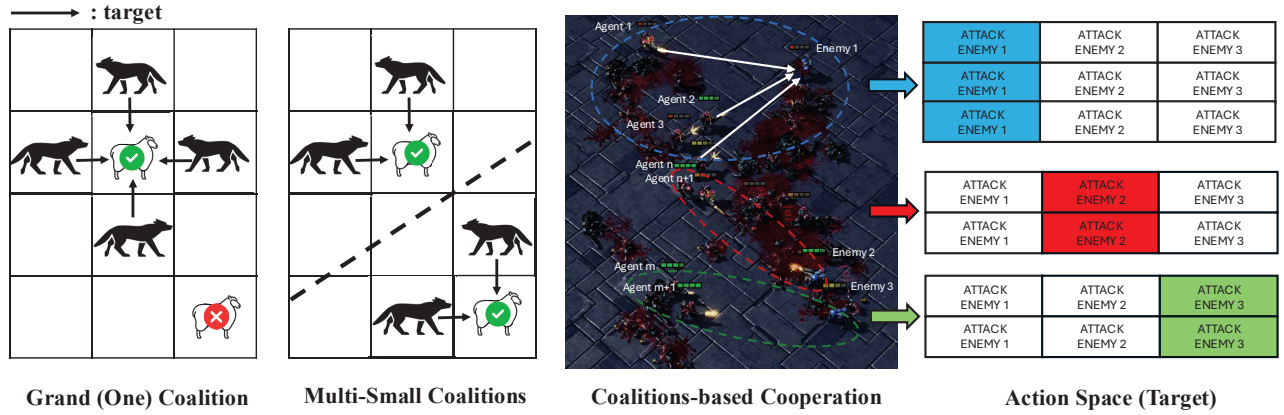 : target
Agent 1
Enemy 1
Agent 2
Agent 3
Agent n
Agent n+1
Enemy 2
Agent m
Agent m+1
Enemy 3
ATTACK ENEMY 1 ATTACK ENEMY 2 ATTACK ENEMY 3
ATTACK ENEMY 1 ATTACK ENEMY 2 ATTACK ENEMY 3
ATTACK ENEMY 1 ATTACK ENEMY 2 ATTACK ENEMY 3
ATTACK ENEMY 1 ATTACK ENEMY 2 ATTACK ENEMY 3
ATTACK ENEMY 1 ATTACK ENEMY 2 ATTACK ENEMY 3
ATTACK ENEMY 1 ATTACK ENEMY 2 ATTACK ENEMY 3
ATTACK ENEMY 1 ATTACK ENEMY 2 ATTACK ENEMY 3
Grand (One) Coalition
Multi-Small Coalitions
Coalitions-based Cooperation
Action Space (Target)